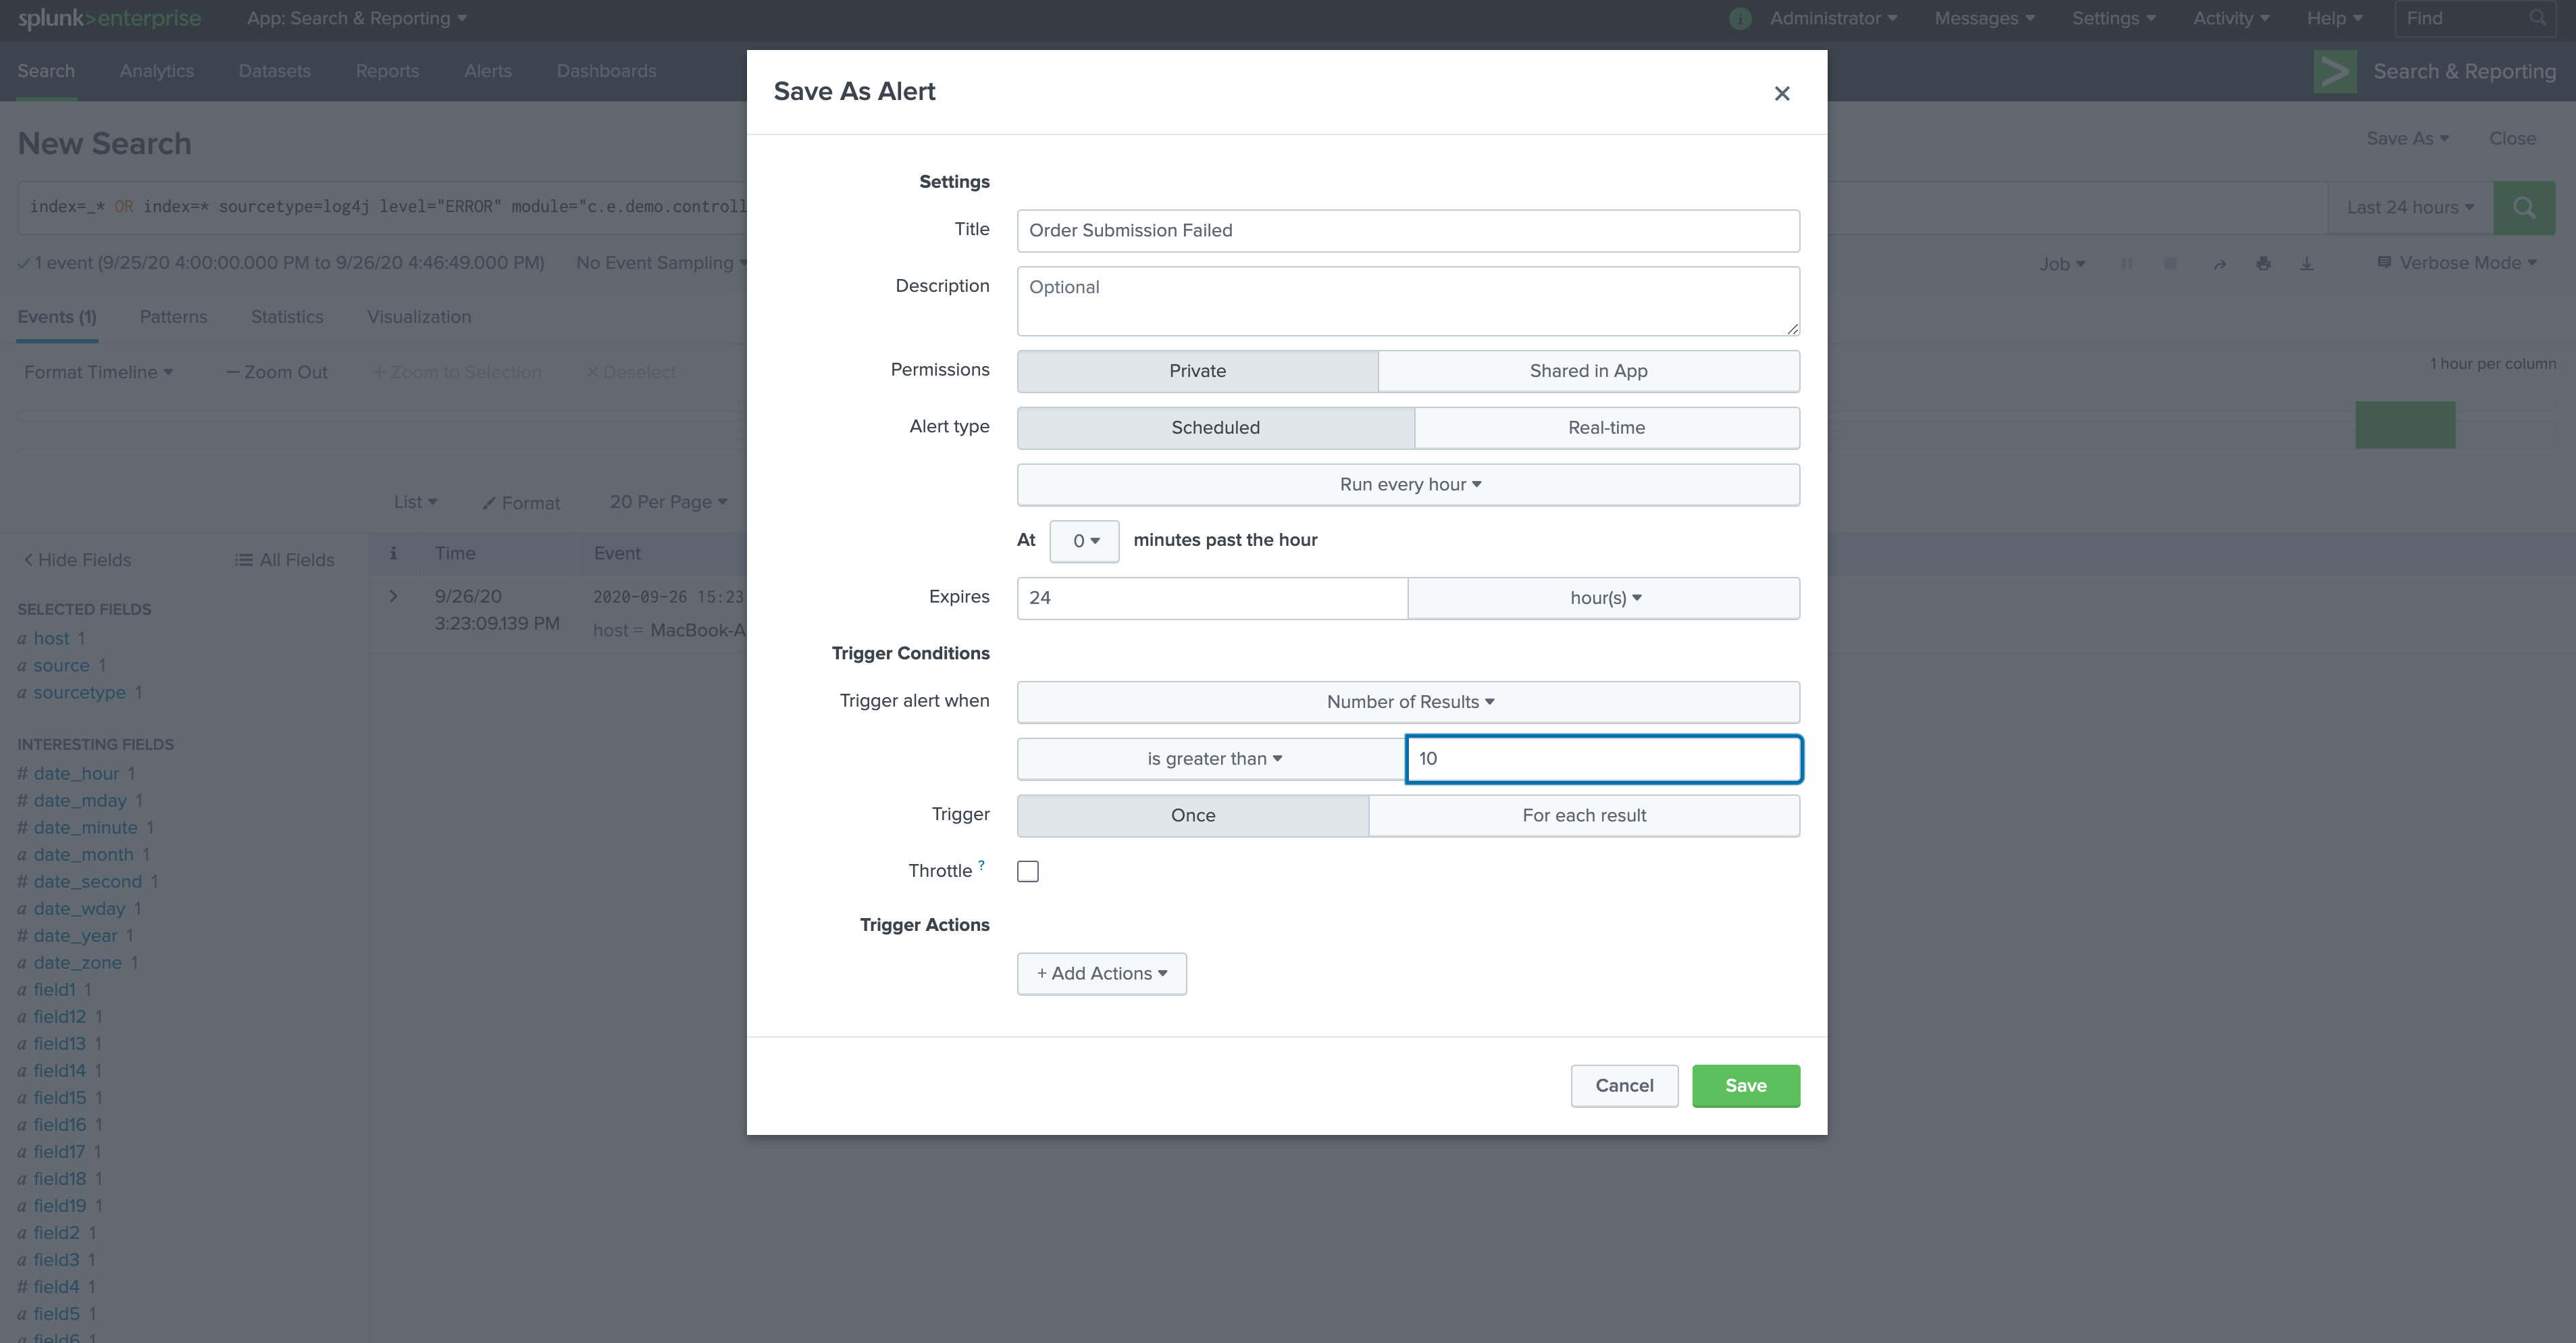 splunk>enterprise App: Search & Reporting i Administrator Messages Settings Activity Help Find
Search Analytics Datasets Reports Alerts Dashboards Search & Reporting
Save As Alert
New Search Save As Close
index=_* OR index=* sourcetype=log4j level="ERROR" module="c.e.demo.controll Last 24 hours
1 event (9/25/20 4:00:00.000 PM to 9/26/20 4:46:49.000 PM) No Event Sampling Job Verbose Mode
Events (1) Patterns Statistics Visualization
Format Timeline — Zoom Out + Zoom to Selection × Deselect 1 hour per column
List Format 20 Per Page
< Hide Fields All Fields i Time Event
SELECTED FIELDS
a host 1
a source 1
a sourcetype 1
INTERESTING FIELDS
# date_hour 1
# date_mday 1
# date_minute 1
a date_month 1
# date_second 1
a date_wday 1
# date_year 1
a date_zone 1
a field1 1
a field12 1
a field13 1
a field14 1
a field15 1
a field16 1
a field17 1
a field18 1
a field19 1
a field2 1
a field3 1
# field4 1
a field5 1
a field6 1
> 9/26/20 2020-09-26 15:23
3:23:09.139 PM host = MacBook-A
Settings
Title Order Submission Failed
Description Optional
Permissions Private Shared in App
Alert type Scheduled Real-time
Run every hour
At 0 minutes past the hour
Expires 24 hour(s)
Trigger Conditions
Trigger alert when Number of Results
is greater than 10
Trigger Once For each result
Throttle ?
Trigger Actions
+ Add Actions
Cancel Save